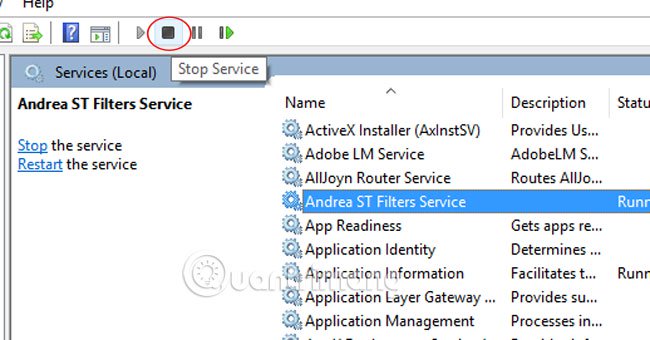 Help
Stop Service
Services (Local)
Andrea ST Filters Service
Stop the service
Restart the service
Name Description Statu
ActiveX Installer (AxInstSV) Provides Us...
Adobe LM Service AdobeLM S...
AllJoyn Router Service Routes AllJo...
Andrea ST Filters Service Runn
App Readiness Gets apps re...
Application Identity Determines ...
Application Information Facilitates t... Runn
Application Layer Gateway ... Provides su...
Application Management Processes in...
Quantrimang